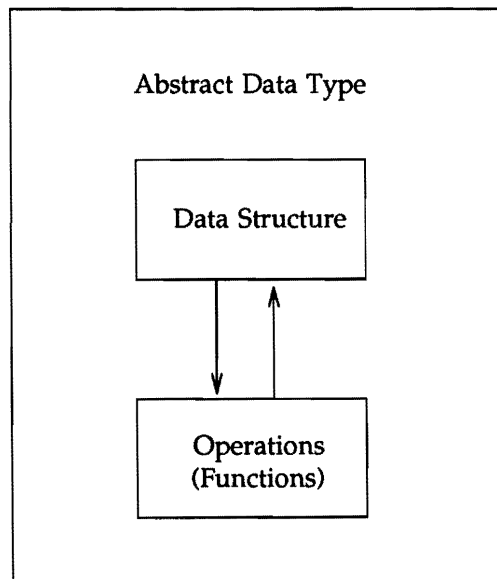 Abstract Data Type
Data Structure
Operations
(Functions)